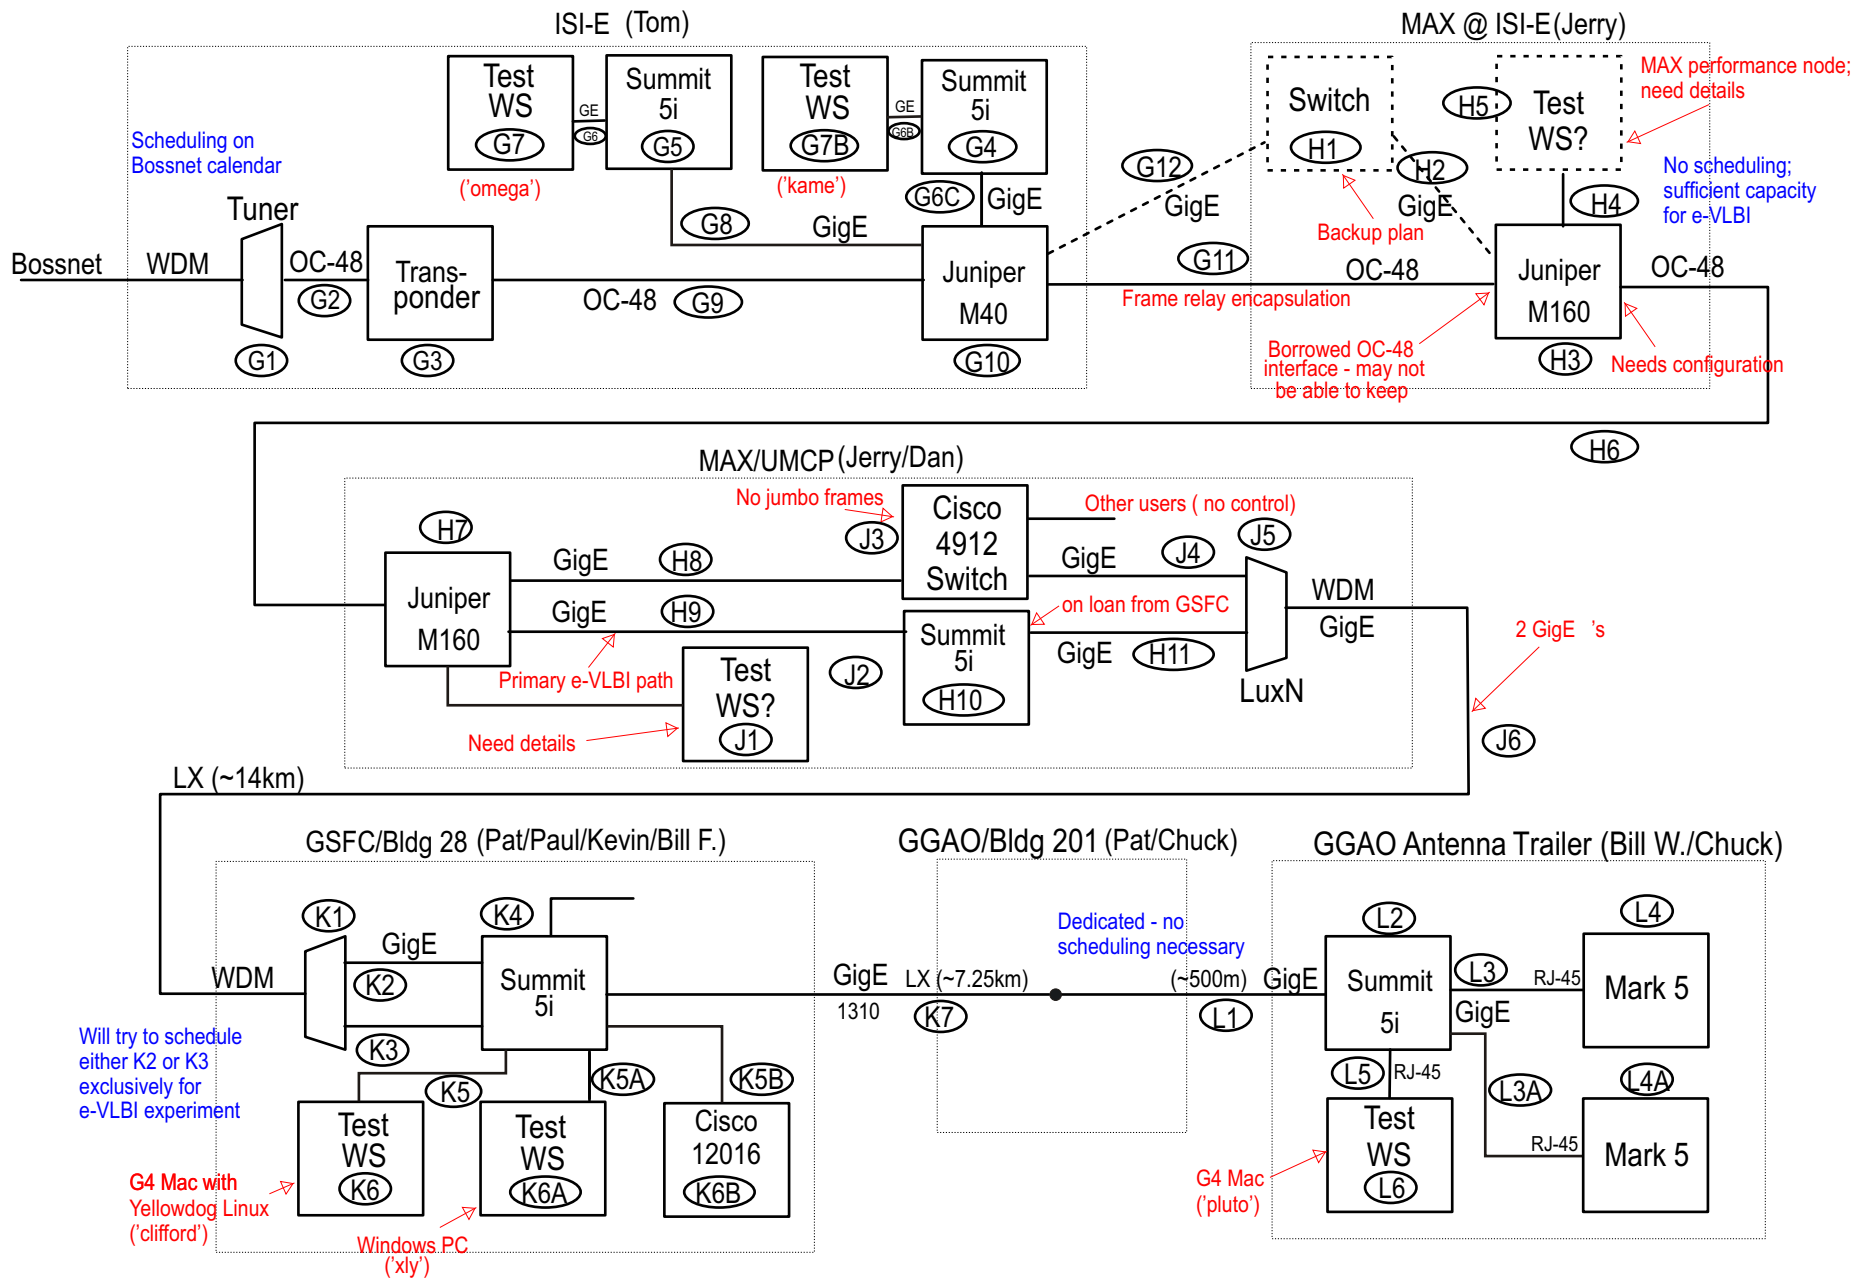 ISI-E (Tom)
MAX @ ISI-E (Jerry)
Scheduling on
Bossnet calendar
Test
WS
G7
('omega')
GE
G6
Summit
5i
G5
Test
WS
G7B
('kame')
GE
G6B
Summit
5i
G4
G6C
GigE
G8
GigE
Bossnet
WDM
Tuner
G1
OC-48
G2
Trans-
ponder
G3
OC-48
G9
Juniper
M40
G10
G12
GigE
G11
OC-48
Frame relay encapsulation
Switch
H1
Backup plan
H2
GigE
H5
Test
WS?
H4
MAX performance node;
need details
No scheduling;
sufficient capacity
for e-VLBI
Juniper
M160
H3
OC-48
Borrowed OC-48
interface - may not
be able to keep
Needs configuration
H6
MAX/UMCP (Jerry/Dan)
H7
Juniper
M160
GigE
H8
GigE
H9
Primary e-VLBI path
No jumbo frames
J3
Cisco
4912
Switch
Other users ( no control)
GigE
J4
J5
J2
Summit
5i
H10
on loan from GSFC
GigE
H11
LuxN
WDM
GigE
Test
WS?
J1
Need details
2 GigE 's
J6
LX (~14km)
GSFC/Bldg 28 (Pat/Paul/Kevin/Bill F.)
GGAO/Bldg 201 (Pat/Chuck)
GGAO Antenna Trailer (Bill W./Chuck)
WDM
K1
GigE
K2
K3
K4
Summit
5i
Will try to schedule
either K2 or K3
exclusively for
e-VLBI experiment
K5
K5A
K5B
Test
WS
K6
Test
WS
K6A
Cisco
12016
K6B
G4 Mac with
Yellowdog Linux
('clifford')
Windows PC
('xly')
GigE
1310
LX (~7.25km)
K7
Dedicated - no
scheduling necessary
(~500m)
L1
GigE
L2
Summit
5i
L3
RJ-45
GigE
L4
Mark 5
L5
RJ-45
L3A
RJ-45
L4A
Mark 5
Test
WS
L6
G4 Mac
('pluto')